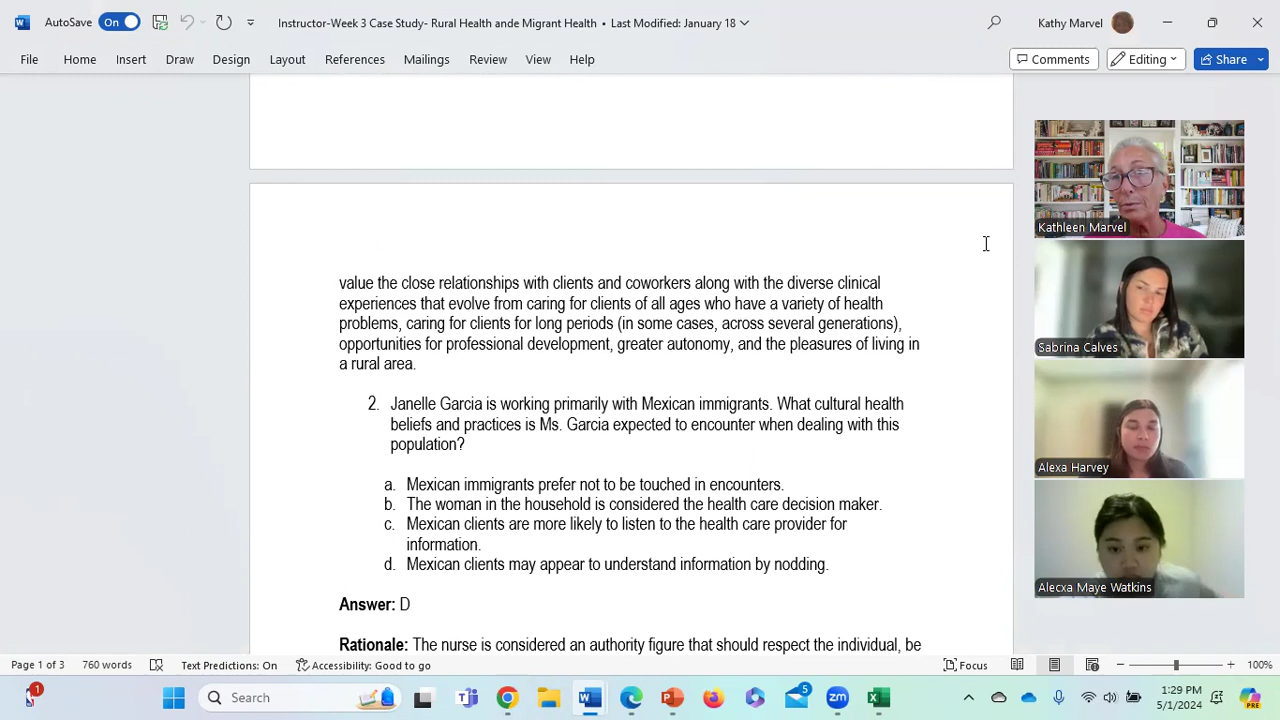 AutoSave On Instructor-Week 3 Case Study- Rural Health ande Migrant Health • Last Modified: January 18 Kathy Marvel
File Home Insert Draw Design Layout References Mailings Review View Help Comments Editing Share
value the close relationships with clients and coworkers along with the diverse clinical
experiences that evolve from caring for clients of all ages who have a variety of health
problems, caring for clients for long periods (in some cases, across several generations),
opportunities for professional development, greater autonomy, and the pleasures of living in
a rural area.
2. Janelle Garcia is working primarily with Mexican immigrants. What cultural health
beliefs and practices is Ms. Garcia expected to encounter when dealing with this
population?
a. Mexican immigrants prefer not to be touched in encounters.
b. The woman in the household is considered the health care decision maker.
c. Mexican clients are more likely to listen to the health care provider for
information.
d. Mexican clients may appear to understand information by nodding.
Answer: D
Rationale: The nurse is considered an authority figure that should respect the individual, be
Kathleen Marvel
Sabrina Calves
Alexa Harvey
Alecxa Maye Watkins
Page 1 of 3 760 words Text Predictions: On Accessibility: Good to go Focus 100%
1 Search 5 zm 1:29 PM
5/1/2024 PRE